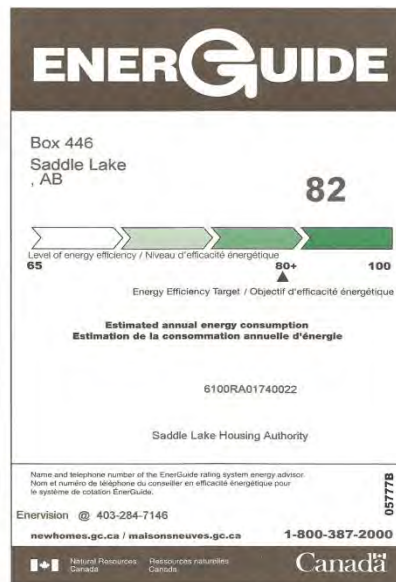 ENERGUIDE
Box 446
Saddle Lake
, AB
82
Level of energy efficiency / Niveau d'efficacité énergétique
65 80+ 100
Energy Efficiency Target / Objectif d'efficacité énergétique
Estimated annual energy consumption
Estimation de la consommation annuelle d'énergie
6100RA01740022
Saddle Lake Housing Authority
Name and telephone number of the EnerGuide rating system energy advisor.
Nom et numéro de téléphone du conseiller en efficacité énergétique pour
le système de cotation ÉnerGuide.
05777B
Enervision @ 403-284-7146
newhomes.gc.ca / maisonsneuves.gc.ca 1-800-387-2000
Natural Resources Ressources naturelles
Canada Canada
Canada